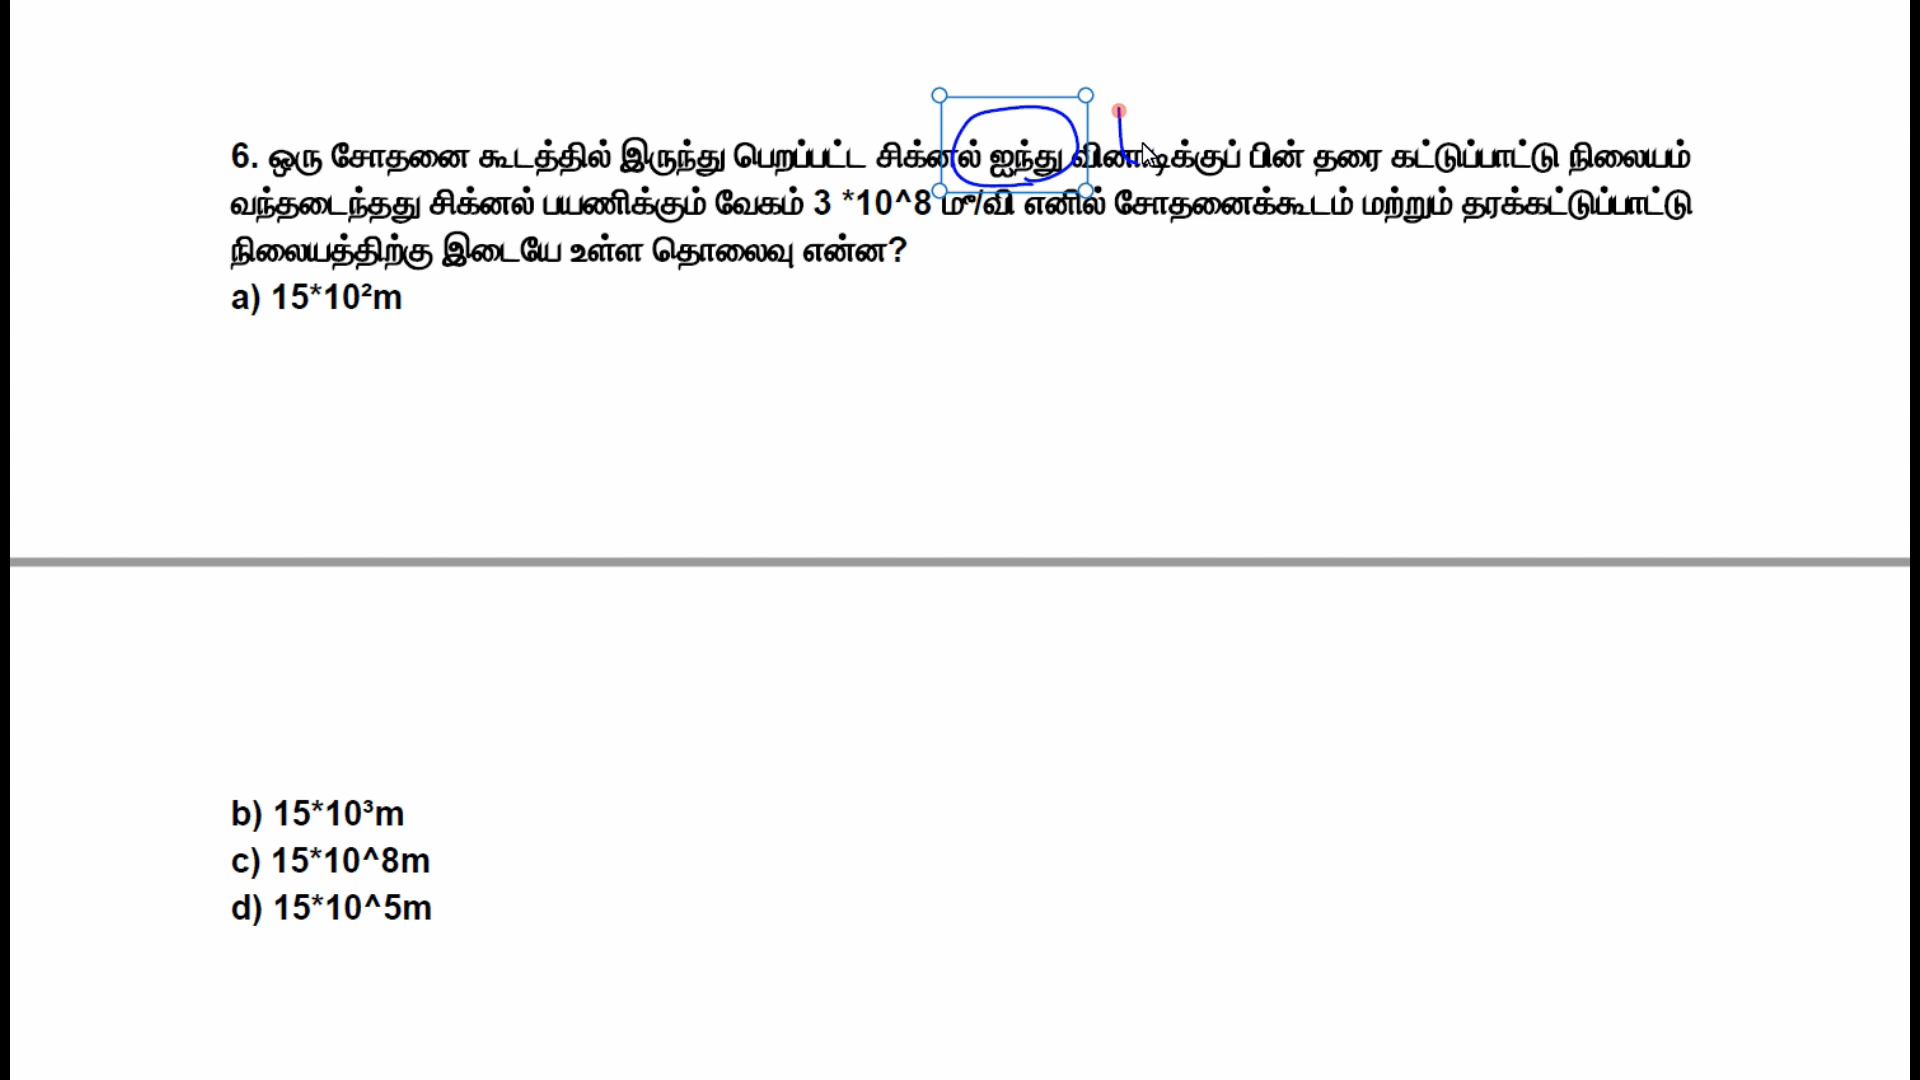 6. ஒரு சோதனை கூடத்தில் இருந்து பெறப்பட்ட சிக்னல் ஐந்து வினாடிக்குப் பின் தரை கட்டுப்பாட்டு நிலையம்
வந்தடைந்தது சிக்னல் பயணிக்கும் வேகம் 3 *10^8 மீ/வி எனில் சோதனைக்கூடம் மற்றும் தரக்கட்டுப்பாட்டு
நிலையத்திற்கு இடையே உள்ள தொலைவு என்ன?
a) 15*10²m
b) 15*10³m
c) 15*10^8m
d) 15*10^5m